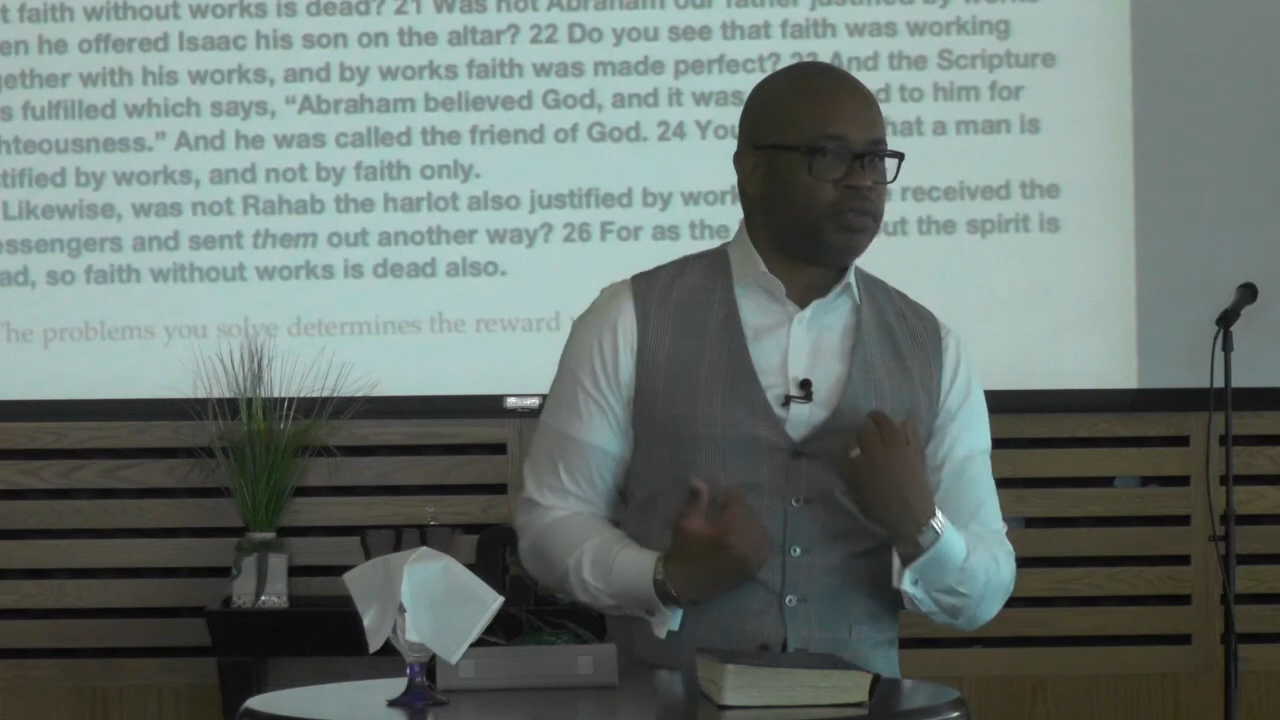 t faith without works is dead? 21 Was not Abraham our father justified by works
en he offered Isaac his son on the altar? 22 Do you see that faith was working
gether with his works, and by works faith was made perfect? 23 And the Scripture
s fulfilled which says, “Abraham believed God, and it was d to him for
hteousness.” And he was called the friend of God. 24 You hat a man is
tified by works, and not by faith only.
Likewise, was not Rahab the harlot also justified by wor received the
essengers and sent them out another way? 26 For as the ut the spirit is
ad, so faith without works is dead also.
The problems you solve determines the reward